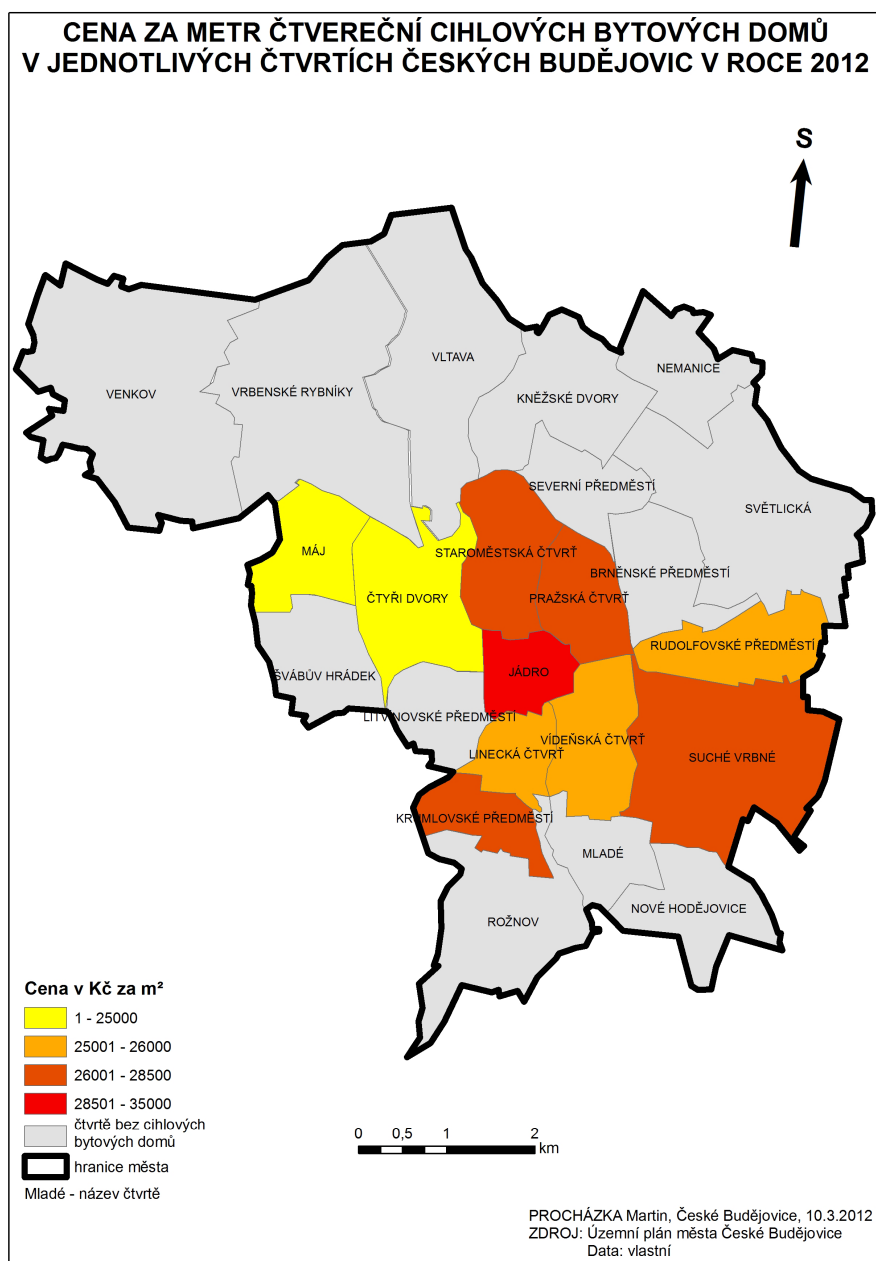 CENA ZA METR ČTVEREČNÍ CIHLOVÝCH BYTOVÝCH DOMŮ
V JEDNOTLIVÝCH ČTVRTÍCH ČESKÝCH BUDĚJOVIC V ROCE 2012
S
VLTAVA
NEMANICE
VENKOV
VRBENSKÉ RYBNÍKY
KNĚŽSKÉ DVORY
SEVERNÍ PŘEDMĚSTÍ
SVĚTLICKÁ
MÁJ
STAROMĚSTSKÁ ČTVRŤ
BRNĚNSKÉ PŘEDMĚSTÍ
ČTYŘI DVORY
PRAŽSKÁ ČTVRŤ
RUDOLFOVSKÉ PŘEDMĚSTÍ
ŠVÁBŮV HRÁDEK
JÁDRO
LITVÍNOVSKÉ PŘEDMĚSTÍ
VÍDEŇSKÁ ČTVRŤ
LINECKÁ ČTVRŤ
SUCHÉ VRBNÉ
KRUMLOVSKÉ PŘEDMĚSTÍ
MLADÉ
NOVÉ HODĚJOVICE
ROŽNOV
Cena v Kč za m²
1 - 25000
25001 - 26000
26001 - 28500
28501 - 35000
čtvrtě bez cihlových
bytových domů
hranice města
Mladé - název čtvrtě
0 0,5 1 2
km
PROCHÁZKA Martin, České Budějovice, 10.3.2012
ZDROJ: Územní plán města České Budějovice
Data: vlastní